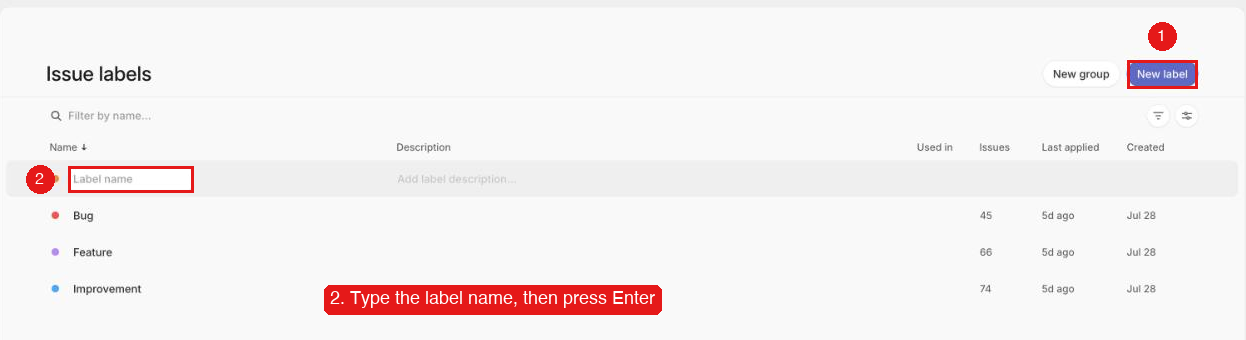 1
Issue labels
New group
New label
Filter by name...
Name ↓ Description Used in Issues Last applied Created
2 Label name Add label description...
Bug 45 5d ago Jul 28
Feature 66 5d ago Jul 28
Improvement 74 5d ago Jul 28
2. Type the label name, then press Enter